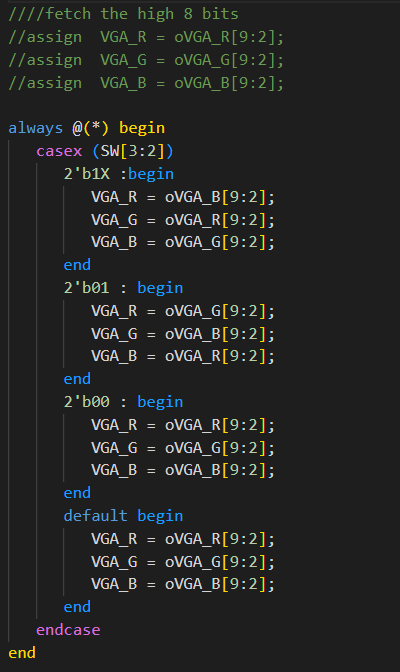 ////fetch the high 8 bits
//assign  VGA_R = oVGA_R[9:2];
//assign  VGA_G = oVGA_G[9:2];
//assign  VGA_B = oVGA_B[9:2];

always @(*) begin
   casex (SW[3:2])
      2'b1X :begin
         VGA_R = oVGA_B[9:2];
         VGA_G = oVGA_R[9:2];
         VGA_B = oVGA_G[9:2];
      end
      2'b01 : begin
         VGA_R = oVGA_G[9:2];
         VGA_G = oVGA_B[9:2];
         VGA_B = oVGA_R[9:2];
      end
      2'b00 : begin
         VGA_R = oVGA_R[9:2];
         VGA_G = oVGA_G[9:2];
         VGA_B = oVGA_B[9:2];
      end
      default begin
         VGA_R = oVGA_R[9:2];
         VGA_G = oVGA_G[9:2];
         VGA_B = oVGA_B[9:2];
      end
   endcase
end